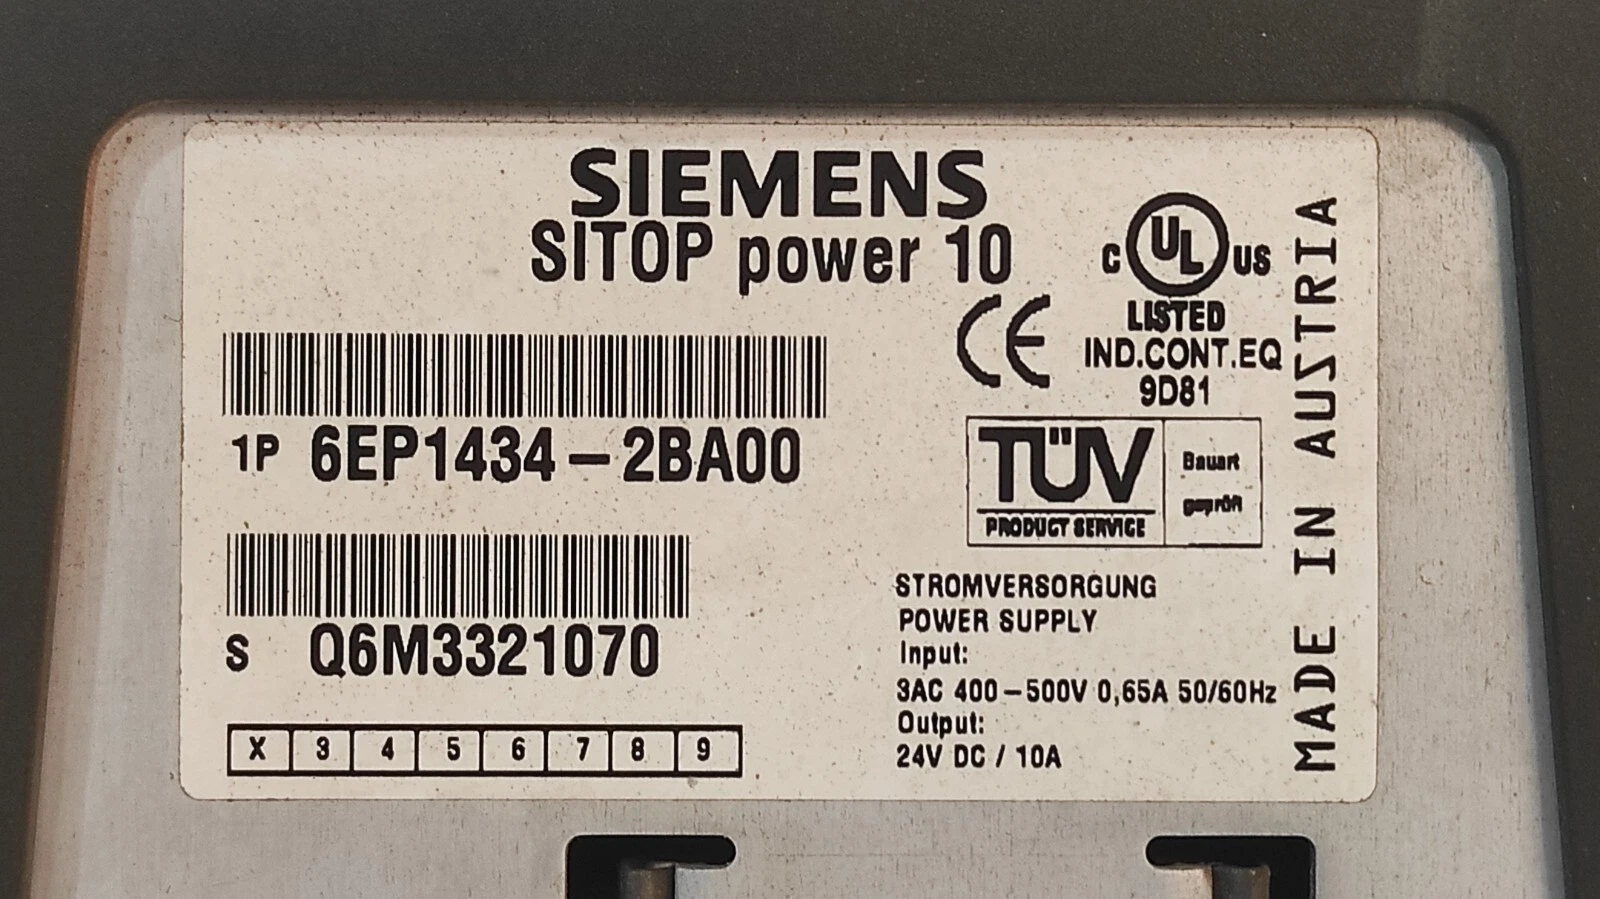 SIEMENS
SITOP power 10
C UL US
LISTED
IND.CONT.EQ
9D81
CE
1P 6EP1434-2BA00
TÜV
PRODUCT SERVICE
Bauart
geprüft
S Q6M3321070
STROMVERSORGUNG
POWER SUPPLY
Input:
3AC 400-500V 0,65A 50/60Hz
Output:
24V DC / 10A
X 3 4 5 6 7 8 9
MADE IN AUSTRIA